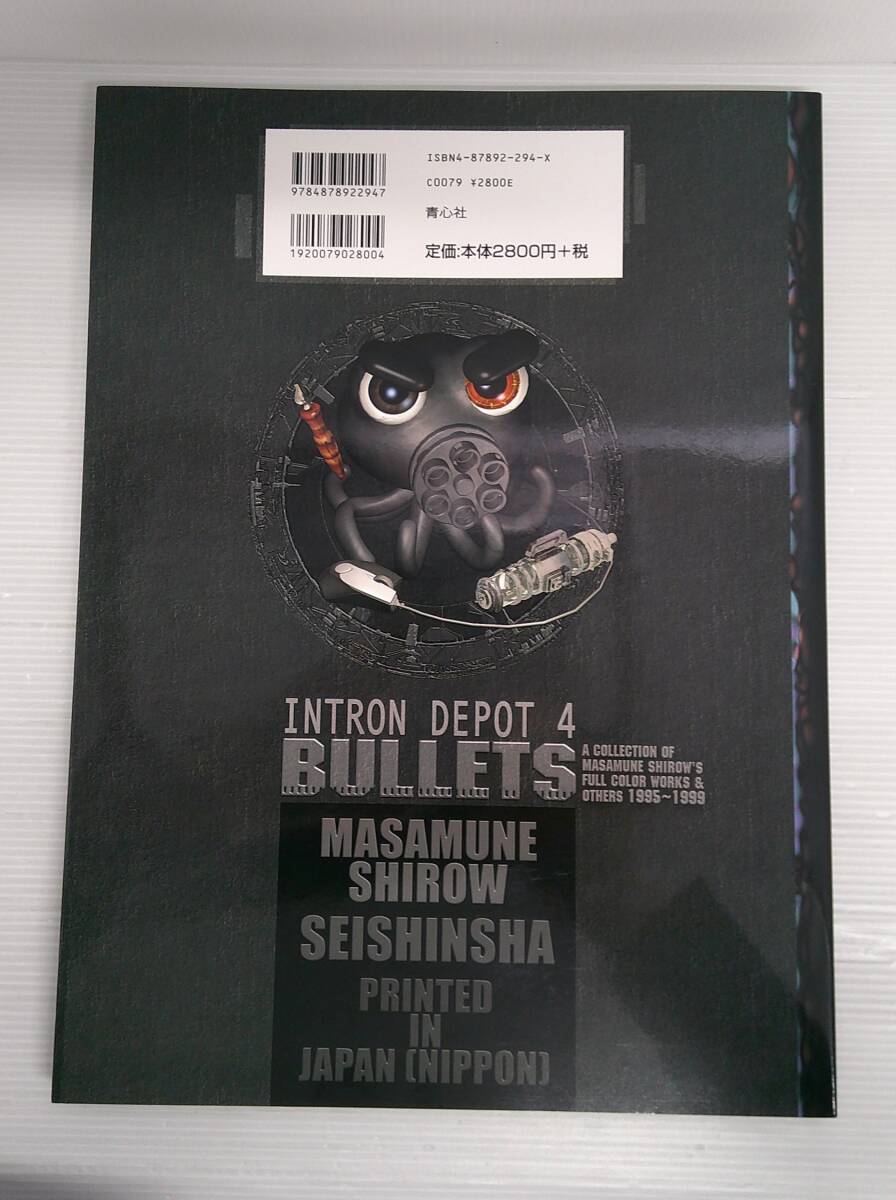 ISBN4-87892-294-X
9784878922947
C0079 ¥2800E
青心社
1920079028004
定価:本体2800円+税
INTRON DEPOT 4
BULLETS
A COLLECTION OF
MASAMUNE SHIROW'S
FULL COLOR WORKS &
OTHERS 1995~1999
MASAMUNE
SHIROW
SEISHINSHA
PRINTED
IN
JAPAN (NIPPON)